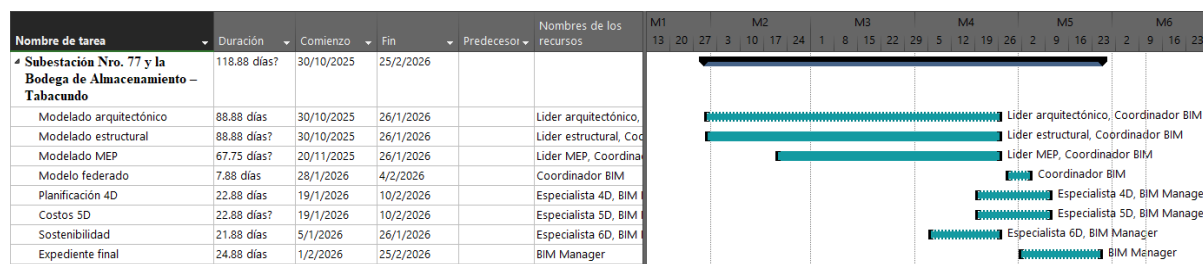 Nombre de tarea Duración Comienzo Fin Predecesor Nombres de los recursos
M1 M2 M3 M4 M5 M6
13 20 27 3 10 17 24 1 8 15 22 29 5 12 19 26 2 9 16 23 2 9 16 23
Subestación Nro. 77 y la Bodega de Almacenamiento – Tabacundo 118.88 días? 30/10/2025 25/2/2026
Modelado arquitectónico 88.88 días 30/10/2025 26/1/2026 Lider arquitectónico, Lider arquitectónico, Coordinador BIM
Modelado estructural 88.88 días? 30/10/2025 26/1/2026 Lider estructural, Coo Lider estructural, Coordinador BIM
Modelado MEP 67.75 días? 20/11/2025 26/1/2026 Lider MEP, Coordina Lider MEP, Coordinador BIM
Modelo federado 7.88 días 28/1/2026 4/2/2026 Coordinador BIM Coordinador BIM
Planificación 4D 22.88 días 19/1/2026 10/2/2026 Especialista 4D, BIM Especialista 4D, BIM Manage
Costos 5D 22.88 días? 19/1/2026 10/2/2026 Especialista 5D, BIM Especialista 5D, BIM Manage
Sostenibilidad 21.88 días 5/1/2026 26/1/2026 Especialista 6D, BIM Especialista 6D, BIM Manager
Expediente final 24.88 días 1/2/2026 25/2/2026 BIM Manager BIM Manager